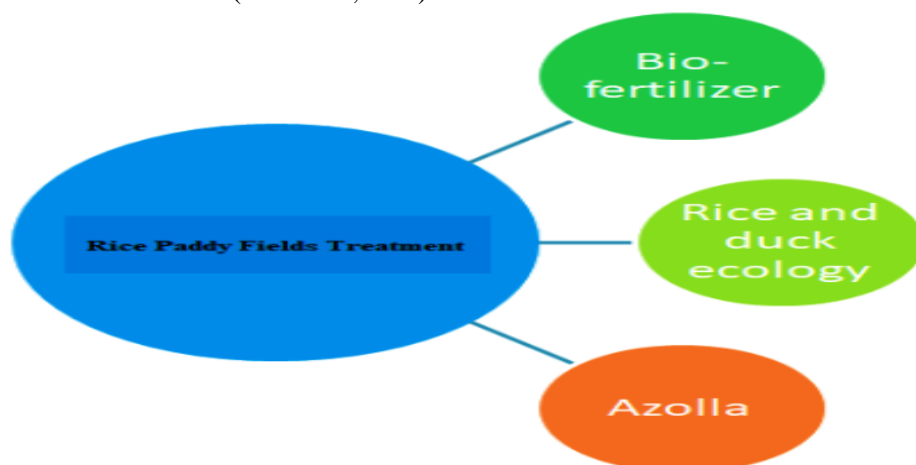 Bio-
fertilizer
Rice Paddy Fields Treatment
Rice and
duck
ecology
Azolla